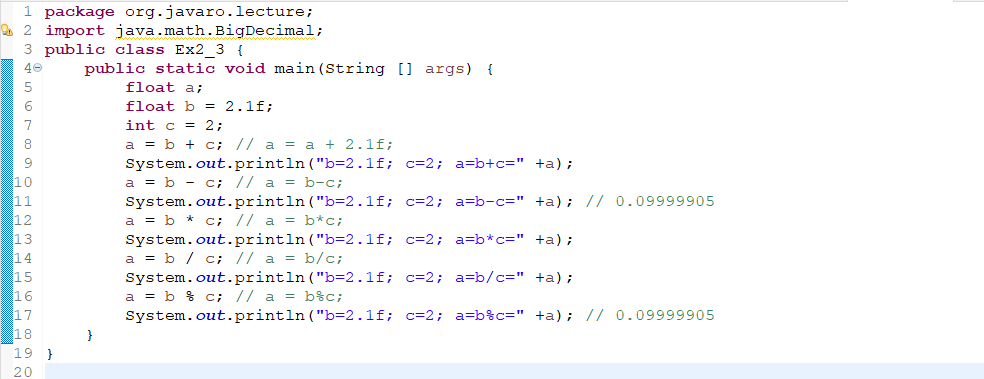 1 package org.javaro.lecture;
2 import java.math.BigDecimal;
3 public class Ex2_3 {
4 public static void main(String [] args) {
5 float a;
6 float b = 2.1f;
7 int c = 2;
8 a = b + c; // a = a + 2.1f;
9 System.out.println("b=2.1f; c=2; a=b+c=" +a);
10 a = b - c; // a = b-c;
11 System.out.println("b=2.1f; c=2; a=b-c=" +a); // 0.09999905
12 a = b * c; // a = b*c;
13 System.out.println("b=2.1f; c=2; a=b*c=" +a);
14 a = b / c; // a = b/c;
15 System.out.println("b=2.1f; c=2; a=b/c=" +a);
16 a = b % c; // a = b%c;
17 System.out.println("b=2.1f; c=2; a=b%c=" +a); // 0.09999905
18 }
19 }
20